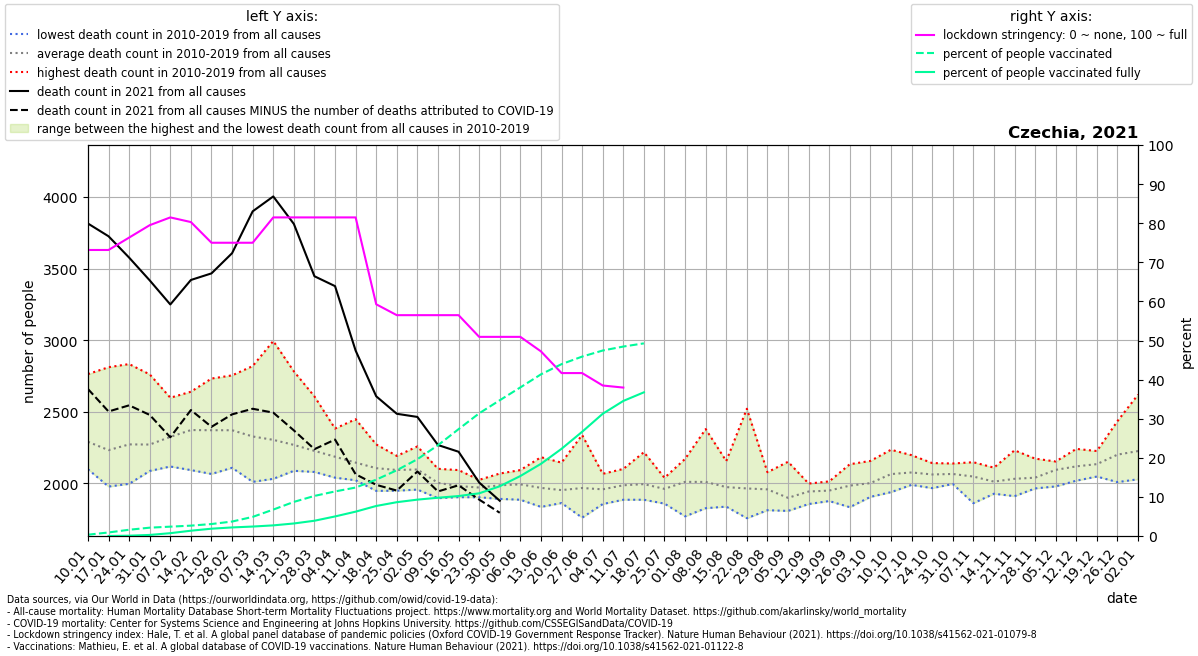 left Y axis:
lowest death count in 2010-2019 from all causes
average death count in 2010-2019 from all causes
highest death count in 2010-2019 from all causes
death count in 2021 from all causes
death count in 2021 from all causes MINUS the number of deaths attributed to COVID-19
range between the highest and the lowest death count from all causes in 2010-2019
right Y axis:
lockdown stringency: 0 ~ none, 100 ~ full
percent of people vaccinated
percent of people vaccinated fully
Czechia, 2021
number of people
4000
3500
3000
2500
2000
100
90
80
70
60
50
40
30
20
10
0
percent
10.01 17.01 24.01 31.01 07.02 14.02 21.02 28.02 07.03 14.03 21.03 28.03 04.04 11.04 18.04 25.04 02.05 09.05 16.05 23.05 30.05 06.06 13.06 20.06 27.06 04.07 11.07 18.07 25.07 01.08 08.08 15.08 22.08 29.08 05.09 12.09 19.09 26.09 03.10 10.10 17.10 24.10 31.10 07.11 14.11 21.11 28.11 05.12 12.12 19.12 26.12 02.01
date
Data sources, via Our World in Data (https://ourworldindata.org, https://github.com/owid/covid-19-data):
- All-cause mortality: Human Mortality Database Short-term Mortality Fluctuations project. https://www.mortality.org and World Mortality Dataset. https://github.com/akarlinsky/world_mortality
- COVID-19 mortality: Center for Systems Science and Engineering at Johns Hopkins University. https://github.com/CSSEGISandData/COVID-19
- Lockdown stringency index: Hale, T. et al. A global panel database of pandemic policies (Oxford COVID-19 Government Response Tracker). Nature Human Behaviour (2021). https://doi.org/10.1038/s41562-021-01079-8
- Vaccinations: Mathieu, E. et al. A global database of COVID-19 vaccinations. Nature Human Behaviour (2021). https://doi.org/10.1038/s41562-021-01122-8